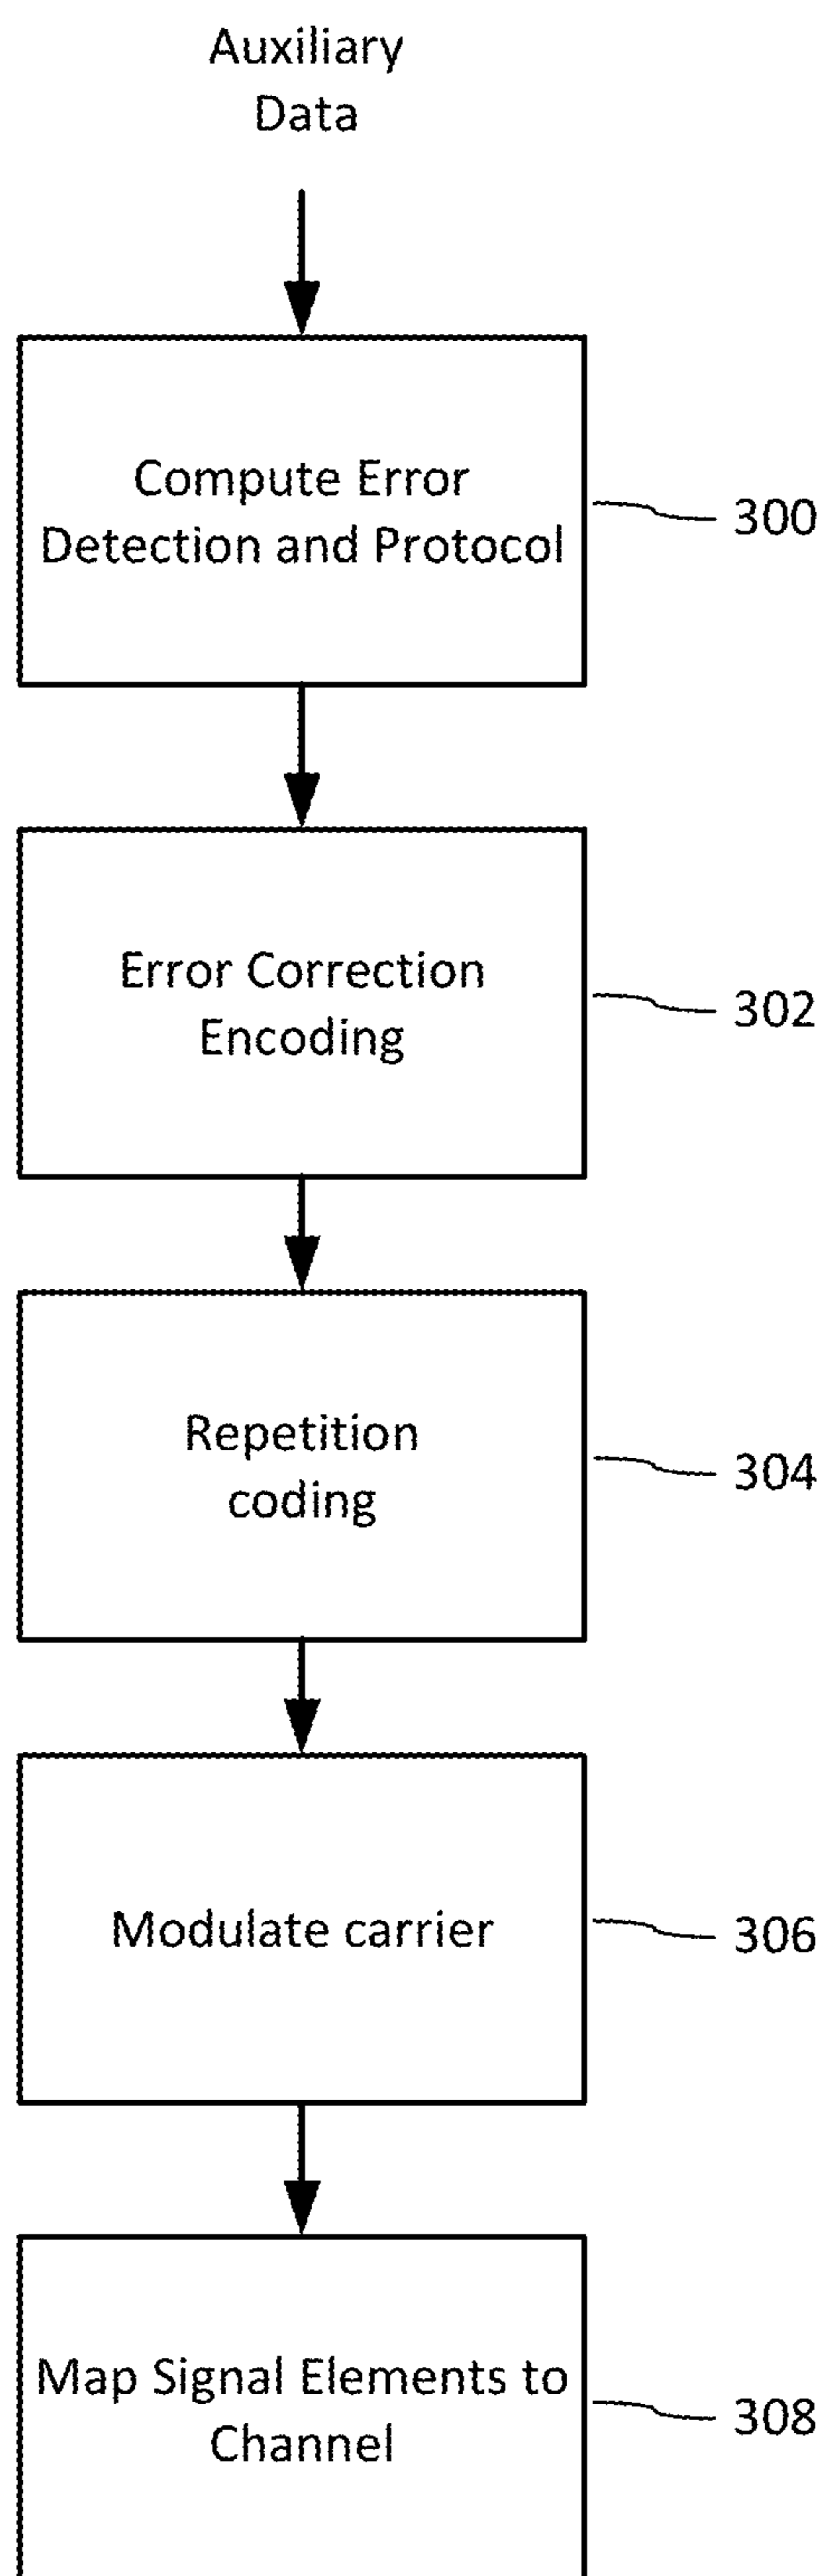 Auxiliary
Data
Compute Error
Detection and Protocol
300
Error Correction
Encoding
302
Repetition
coding
304
Modulate carrier
306
Map Signal Elements to
Channel
308